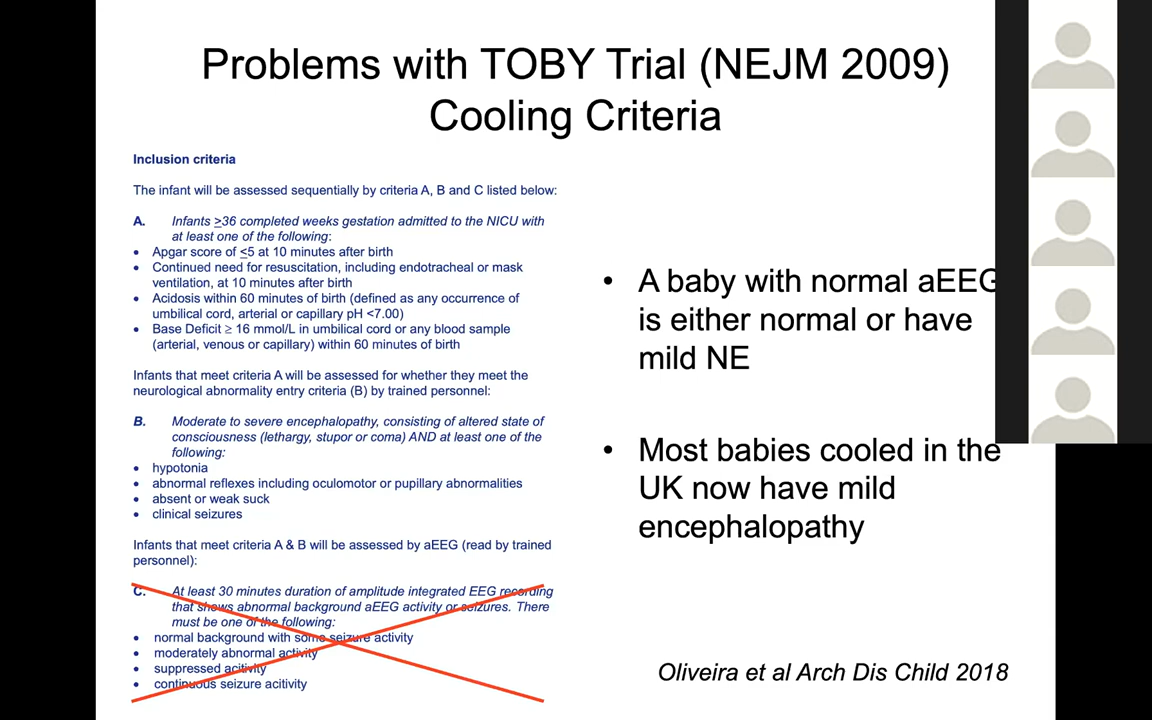 Problems with TOBY Trial (NEJM 2009)
Cooling Criteria
Inclusion criteria
The infant will be assessed sequentially by criteria A, B and C listed below:
A. Infants ≥36 completed weeks gestation admitted to the NICU with
at least one of the following:
• Apgar score of ≤5 at 10 minutes after birth
• Continued need for resuscitation, including endotracheal or mask
ventilation, at 10 minutes after birth
• Acidosis within 60 minutes of birth (defined as any occurrence of
umbilical cord, arterial or capillary pH <7.00)
• Base Deficit ≥ 16 mmol/L in umbilical cord or any blood sample
(arterial, venous or capillary) within 60 minutes of birth
Infants that meet criteria A will be assessed for whether they meet the
neurological abnormality entry criteria (B) by trained personnel:
B. Moderate to severe encephalopathy, consisting of altered state of
consciousness (lethargy, stupor or coma) AND at least one of the
following:
• hypotonia
• abnormal reflexes including oculomotor or pupillary abnormalities
• absent or weak suck
• clinical seizures
Infants that meet criteria A & B will be assessed by aEEG (read by trained
personnel):
C. At least 30 minutes duration of amplitude integrated EEG recording
that shows abnormal background aEEG activity or seizures. There
must be one of the following:
• normal background with some seizure activity
• moderately abnormal activity
• suppressed acitivity
• continuous seizure acitivity
• A baby with normal aEEG
is either normal or have
mild NE
• Most babies cooled in the
UK now have mild
encephalopathy
Oliveira et al Arch Dis Child 2018